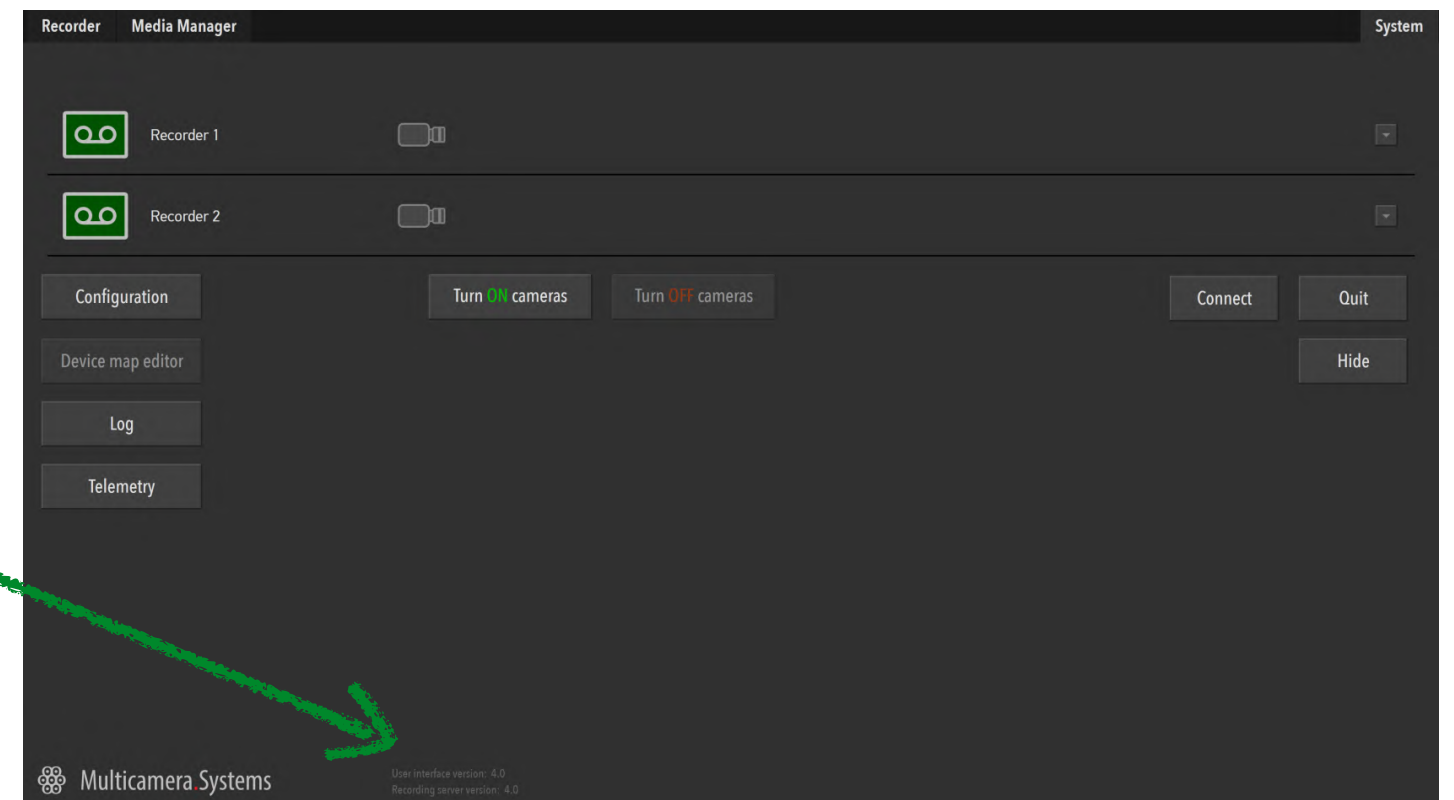 Recorder Media Manager System
Recorder 1
Recorder 2
Configuration Turn ON cameras Turn OFF cameras Connect Quit
Device map editor Hide
Log
Telemetry
Multicamera.Systems
User interface version: 4.0
Recording server version: 4.0